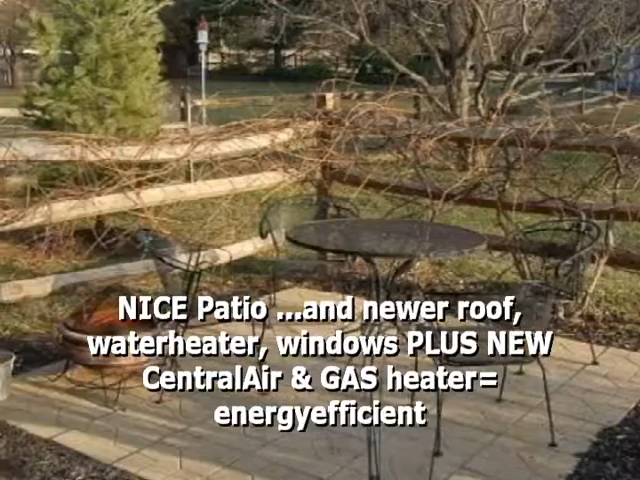 NICE Patio ...and newer roof,
waterheater, windows PLUS NEW
CentralAir & GAS heater=
energyefficient